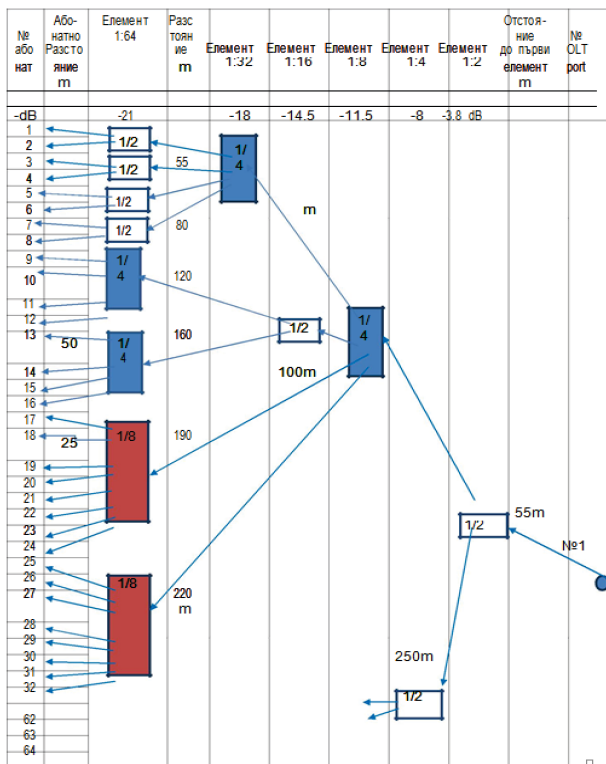 № або нат
Або- натно Разсто яние m
Елемент 1:64
Разс тоян ие m
Елемент 1:32
Елемент 1:16
Елемент 1:8
Елемент 1:4
Елемент 1:2
Отстоя- ние до първи елемент m
№ OLT port
-dB -21 -18 -14.5 -11.5 -8 -3.8 dB
1
2 1/2 1/ 4
3 55
4 1/2
5
6 1/2 m
7 80
8 1/2
9 1/ 4
10 120
11
12 1/2 1/ 4
13 50 1/ 4 160
14 100m
15
16
17
18 25 1/8 190
19
20
21
22 55m
23 1/2
24 №1
25
26 1/8
27 220 m
28
29
30 250m
31
32
62 1/2
63
64